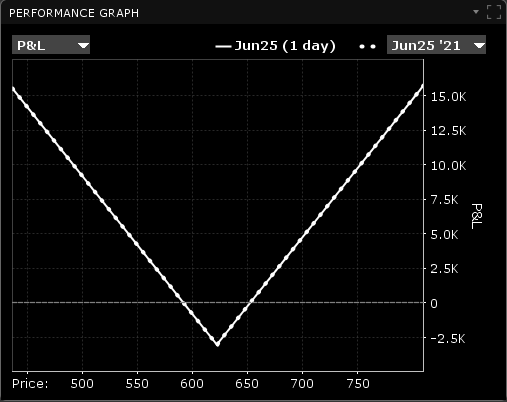 PERFORMANCE GRAPH
P&L Jun25 (1 day) Jun25 '21
15.0K
12.5K
10.0K
7.5K
5.0K
2.5K
0
-2.5K
P&L
Price: 500 550 600 650 700 750